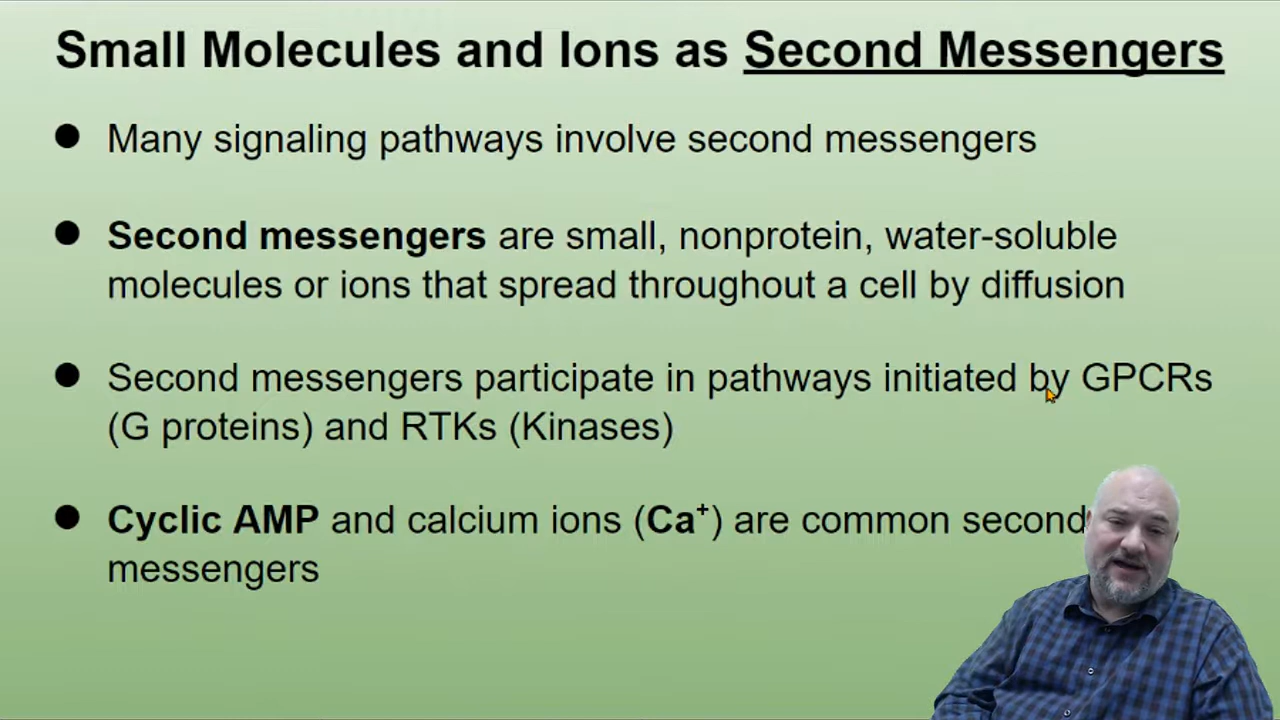 Small Molecules and Ions as Second Messengers
● Many signaling pathways involve second messengers
● Second messengers are small, nonprotein, water-soluble
molecules or ions that spread throughout a cell by diffusion
● Second messengers participate in pathways initiated by GPCRs
(G proteins) and RTKs (Kinases)
● Cyclic AMP and calcium ions (Ca⁺) are common second
messengers